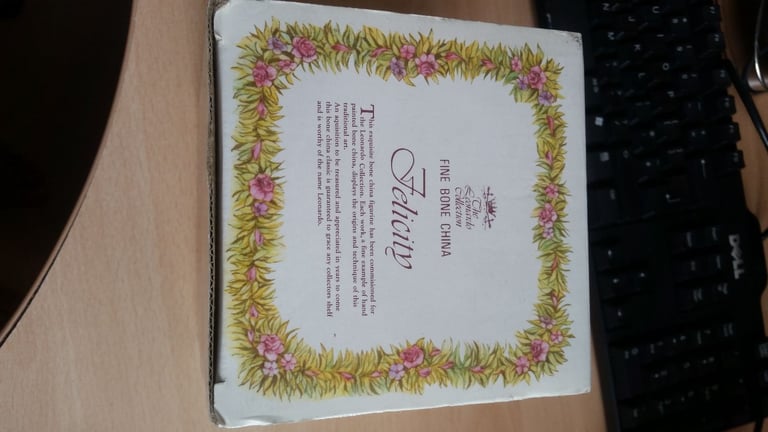 The
Leonardo
Collection
FINE BONE CHINA
Felicity
This exquisite bone china figurine has been commisioned for
the Leonardo Collection. Each work, a fine example of hand
painted bone china, displays the origins and technique of this
traditional art.
An aquisition to be treasured and appreciated in years to come
this bone china classic is guaranteed to grace any collectors shelf
and is worthy of the name Leonardo.
DELL